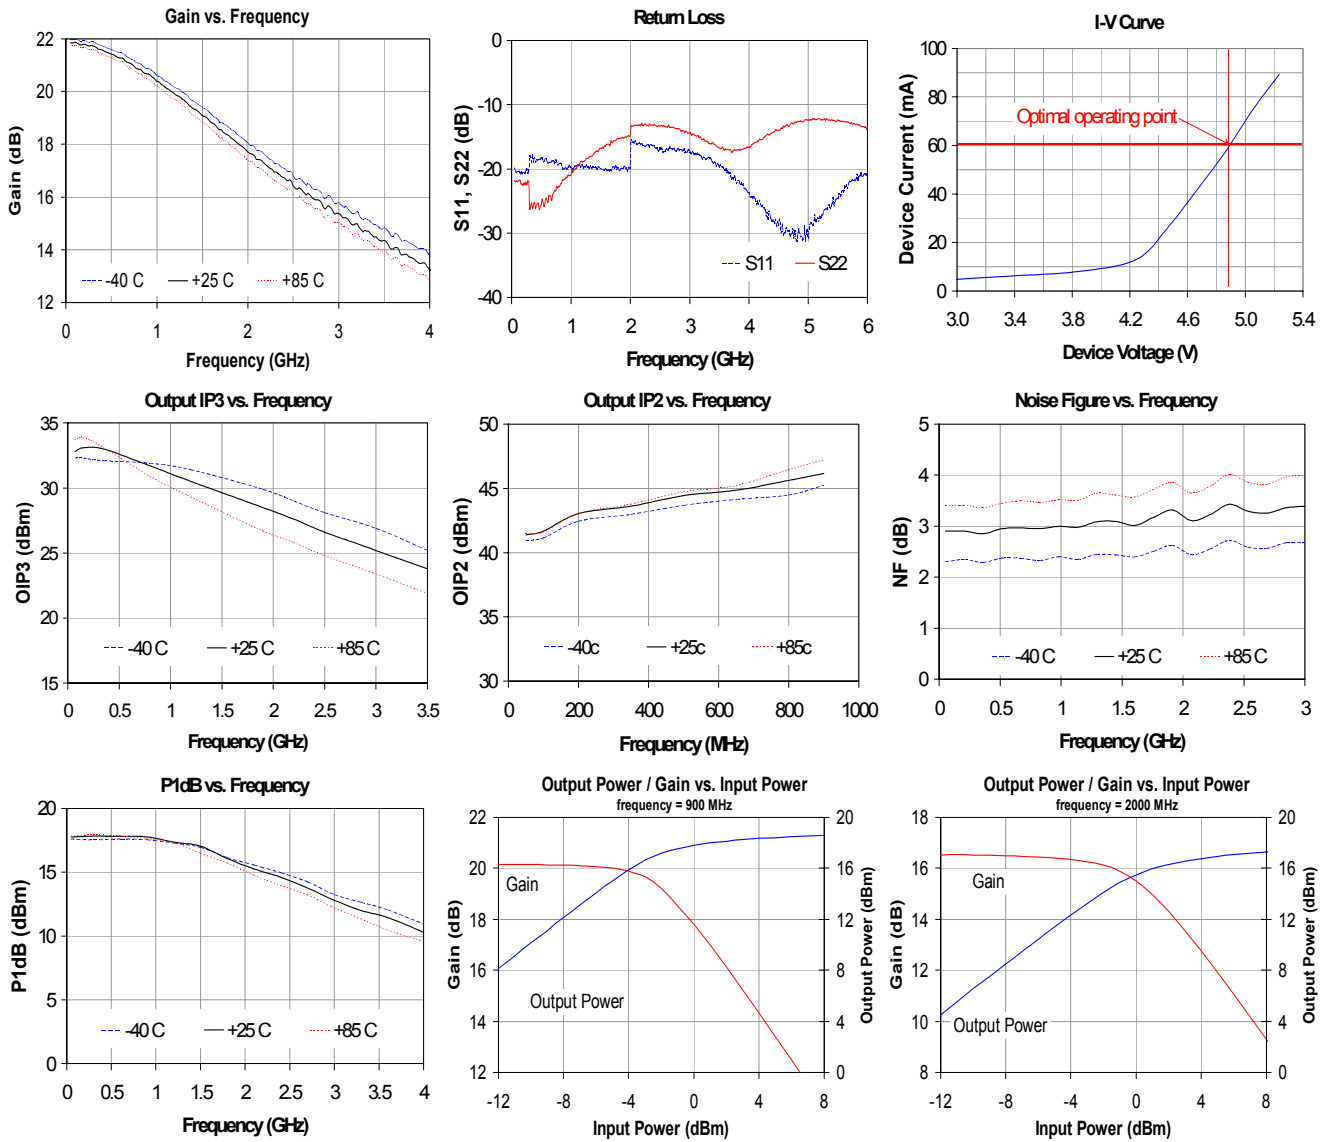 Gain vs. Frequency
Gain (dB)
22
20
18
16
14
12
-40 C
+25 C
+85 C
0
1
2
3
4
Frequency (GHz)
Return Loss
S11, S22 (dB)
0
-10
-20
-30
-40
S11
S22
0
1
2
3
4
5
6
Frequency (GHz)
I-V Curve
Device Current (mA)
100
80
60
40
20
0
Optimal operating point
3.0
3.4
3.8
4.2
4.6
5.0
5.4
Device Voltage (V)
Output IP3 vs. Frequency
OIP3 (dBm)
35
30
25
20
15
-40 C
+25 C
+85 C
0
0.5
1
1.5
2
2.5
3
3.5
Frequency (GHz)
Output IP2 vs. Frequency
OIP2 (dBm)
50
45
40
35
30
-40c
+25c
+85c
0
200
400
600
800
1000
Frequency (MHz)
Noise Figure vs. Frequency
NF (dB)
5
4
3
2
1
0
-40 C
+25 C
+85 C
0
0.5
1
1.5
2
2.5
3
Frequency (GHz)
P1dB vs. Frequency
P1dB (dBm)
20
15
10
5
0
-40 C
+25 C
+85 C
0
0.5
1
1.5
2
2.5
3
3.5
4
Frequency (GHz)
Output Power / Gain vs. Input Power
frequency = 900 MHz
Gain (dB)
22
20
18
16
14
12
Gain
Output Power
20
16
12
8
4
0
Output Power (dBm)
-12
-8
-4
0
4
8
Input Power (dBm)
Output Power / Gain vs. Input Power
frequency = 2000 MHz
Gain (dB)
18
16
14
12
10
8
Gain
Output Power
20
16
12
8
4
0
Output Power (dBm)
-12
-8
-4
0
4
8
Input Power (dBm)